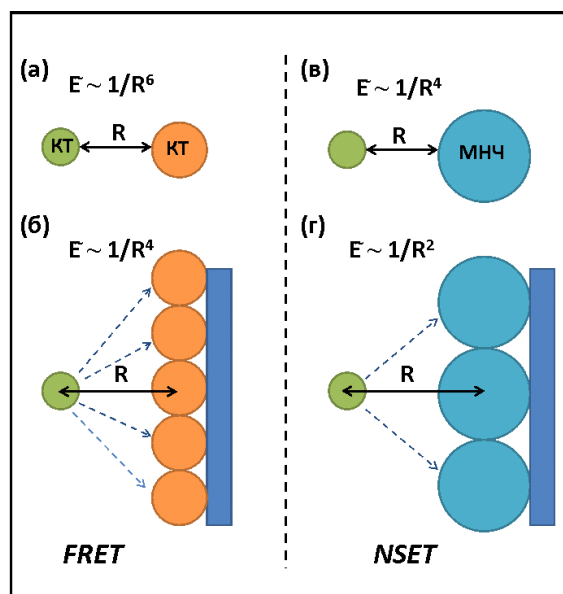 (а)
E ~ 1/R⁶
КТ
R
КТ
(б)
E ~ 1/R⁴
R
FRET
(в)
E ~ 1/R⁴
R
МНЧ
(г)
E ~ 1/R²
R
NSET